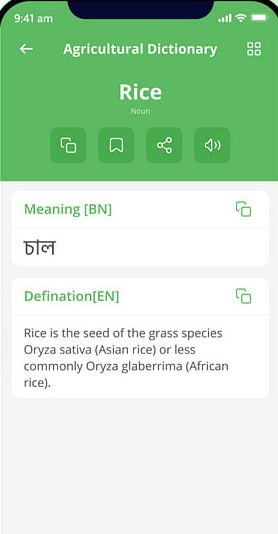 9:41 am
Agricultural Dictionary
Rice
Noun
Meaning [BN]
চাল
Defination[EN]
Rice is the seed of the grass species
Oryza sativa (Asian rice) or less
commonly Oryza glaberrima (African
rice).